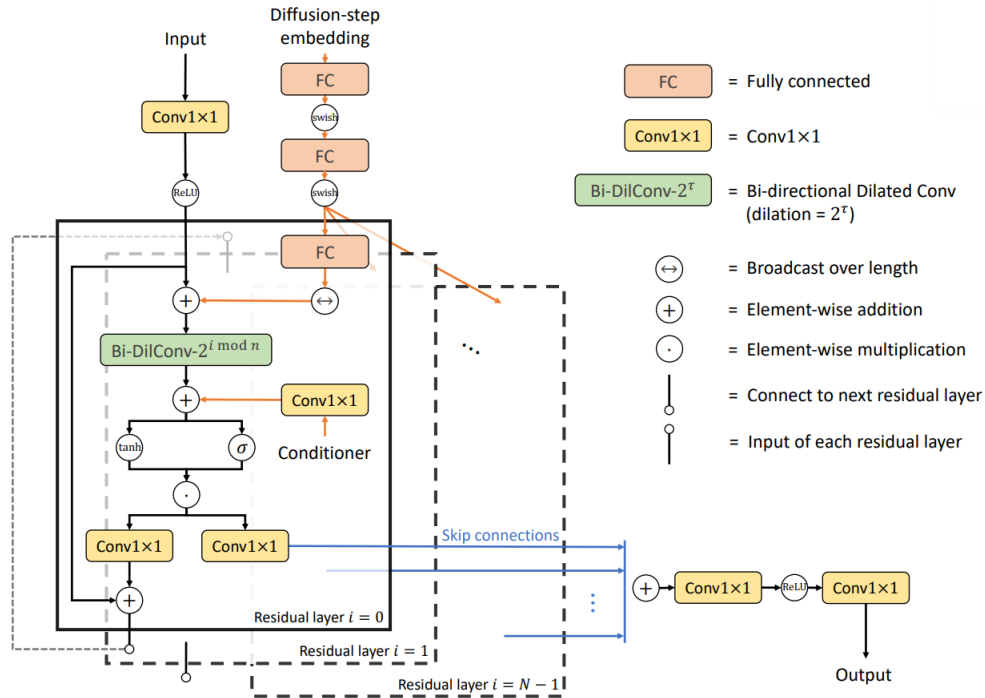 Diffusion-step
embedding
Input
FC
swish
Conv1×1
FC
ReLU
swish
FC
+
↔
Bi-DilConv-2^{i mod n}
+
Conv1×1
tanh
σ
Conditioner
·
Conv1×1
Conv1×1
+
Residual layer i = 0
Residual layer i = 1
Residual layer i = N − 1
...
Skip connections
⋮
+
Conv1×1
ReLU
Conv1×1
Output
FC = Fully connected
Conv1×1 = Conv1×1
Bi-DilConv-2^τ = Bi-directional Dilated Conv
(dilation = 2^τ)
↔ = Broadcast over length
+ = Element-wise addition
· = Element-wise multiplication
= Connect to next residual layer
= Input of each residual layer